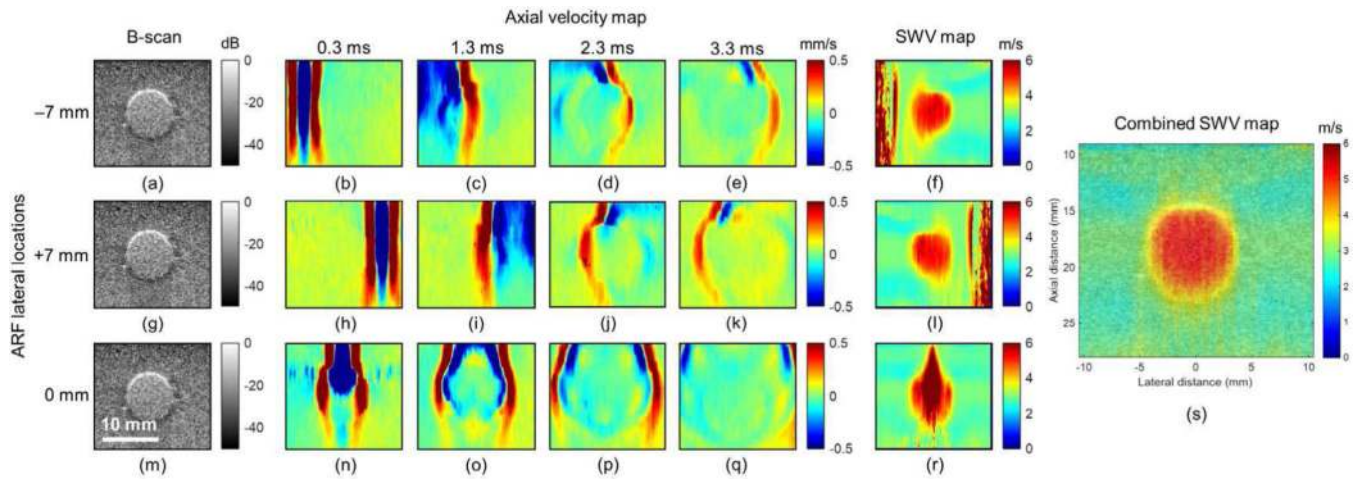 Axial velocity map
B-scan dB 0.3 ms 1.3 ms 2.3 ms 3.3 ms mm/s SWV map m/s
–7 mm
0
-20
-40
0.5
0
-0.5
6
4
2
0
(a) (b) (c) (d) (e) (f)
ARF lateral locations
+7 mm
0
-20
-40
0.5
0
-0.5
6
4
2
0
(g) (h) (i) (j) (k) (l)
0 mm
10 mm
0
-20
-40
0.5
0
-0.5
6
4
2
0
(m) (n) (o) (p) (q) (r)
Combined SWV map
m/s
Axial distance (mm)
10
15
20
25
6
5
4
3
2
1
0
-10 -5 0 5 10
Lateral distance (mm)
(s)